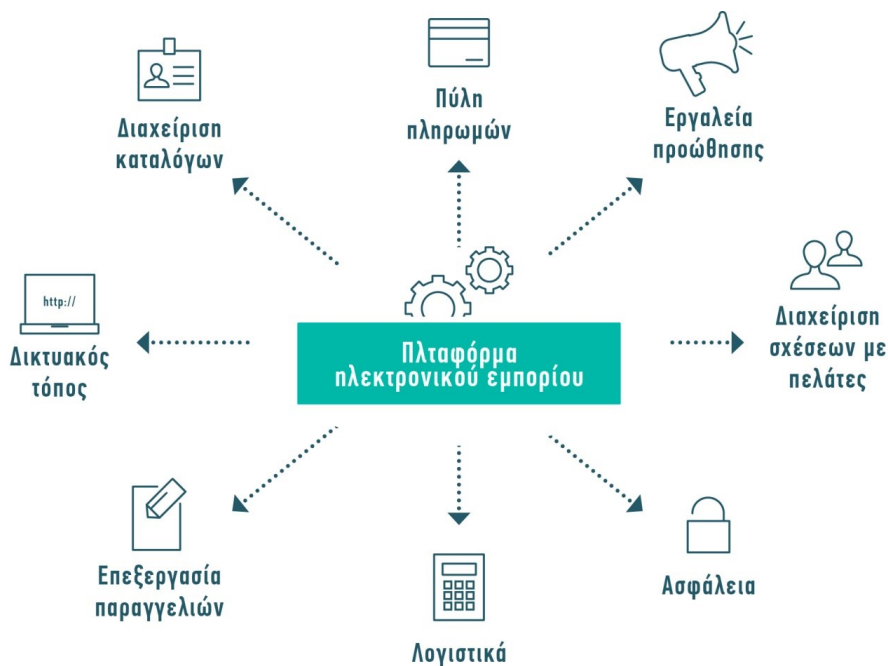 Πύλη
πληρωμών
Εργαλεία
προώθησης
Διαχείριση
καταλόγων
http://
Δικτυακός
τόπος
Πλταφόρμα
ηλεκτρονικού εμπορίου
Διαχείριση
σχέσεων με
πελάτες
Επεξεργασία
παραγγελιών
Λογιστικά
Ασφάλεια